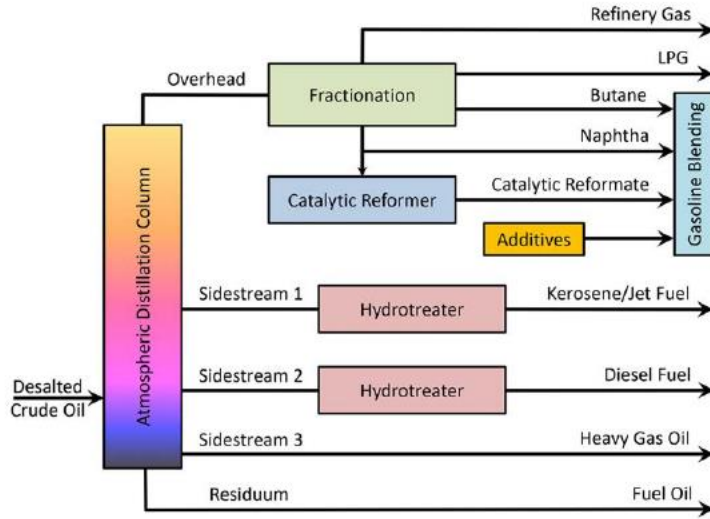 Refinery Gas
LPG
Overhead
Fractionation
Butane
Naphtha
Gasoline Blending
Catalytic Reformer
Catalytic Reformate
Additives
Atmospheric Distillation Column
Sidestream 1
Hydrotreater
Kerosene/Jet Fuel
Desalted
Crude Oil
Sidestream 2
Hydrotreater
Diesel Fuel
Sidestream 3
Heavy Gas Oil
Residuum
Fuel Oil